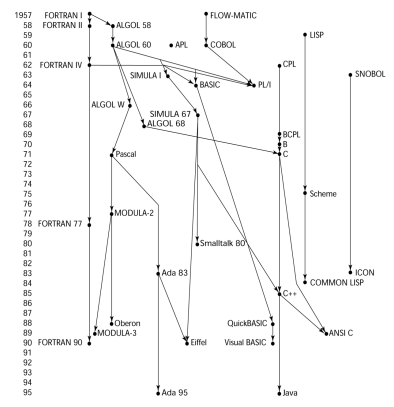 1957 FORTRAN I FLOW-MATIC
58 FORTRAN II ALGOL 58
59 LISP
60 ALGOL 60 APL COBOL
61
62 FORTRAN IV CPL
63 SIMULA I SNOBOL
64 BASIC PL/I
65
66 ALGOL W
67 SIMULA 67
68 ALGOL 68
69 BCPL
70 B
71 Pascal C
72
73
74
75 Scheme
76
77 MODULA-2
78 FORTRAN 77
79
80 Smalltalk 80
81
82
83 Ada 83 ICON
84 COMMON LISP
85 C++
86
87
88 Oberon QuickBASIC
89 MODULA-3 ANSI C
90 FORTRAN 90 Eiffel Visual BASIC
91
92
93
94
95 Ada 95 Java